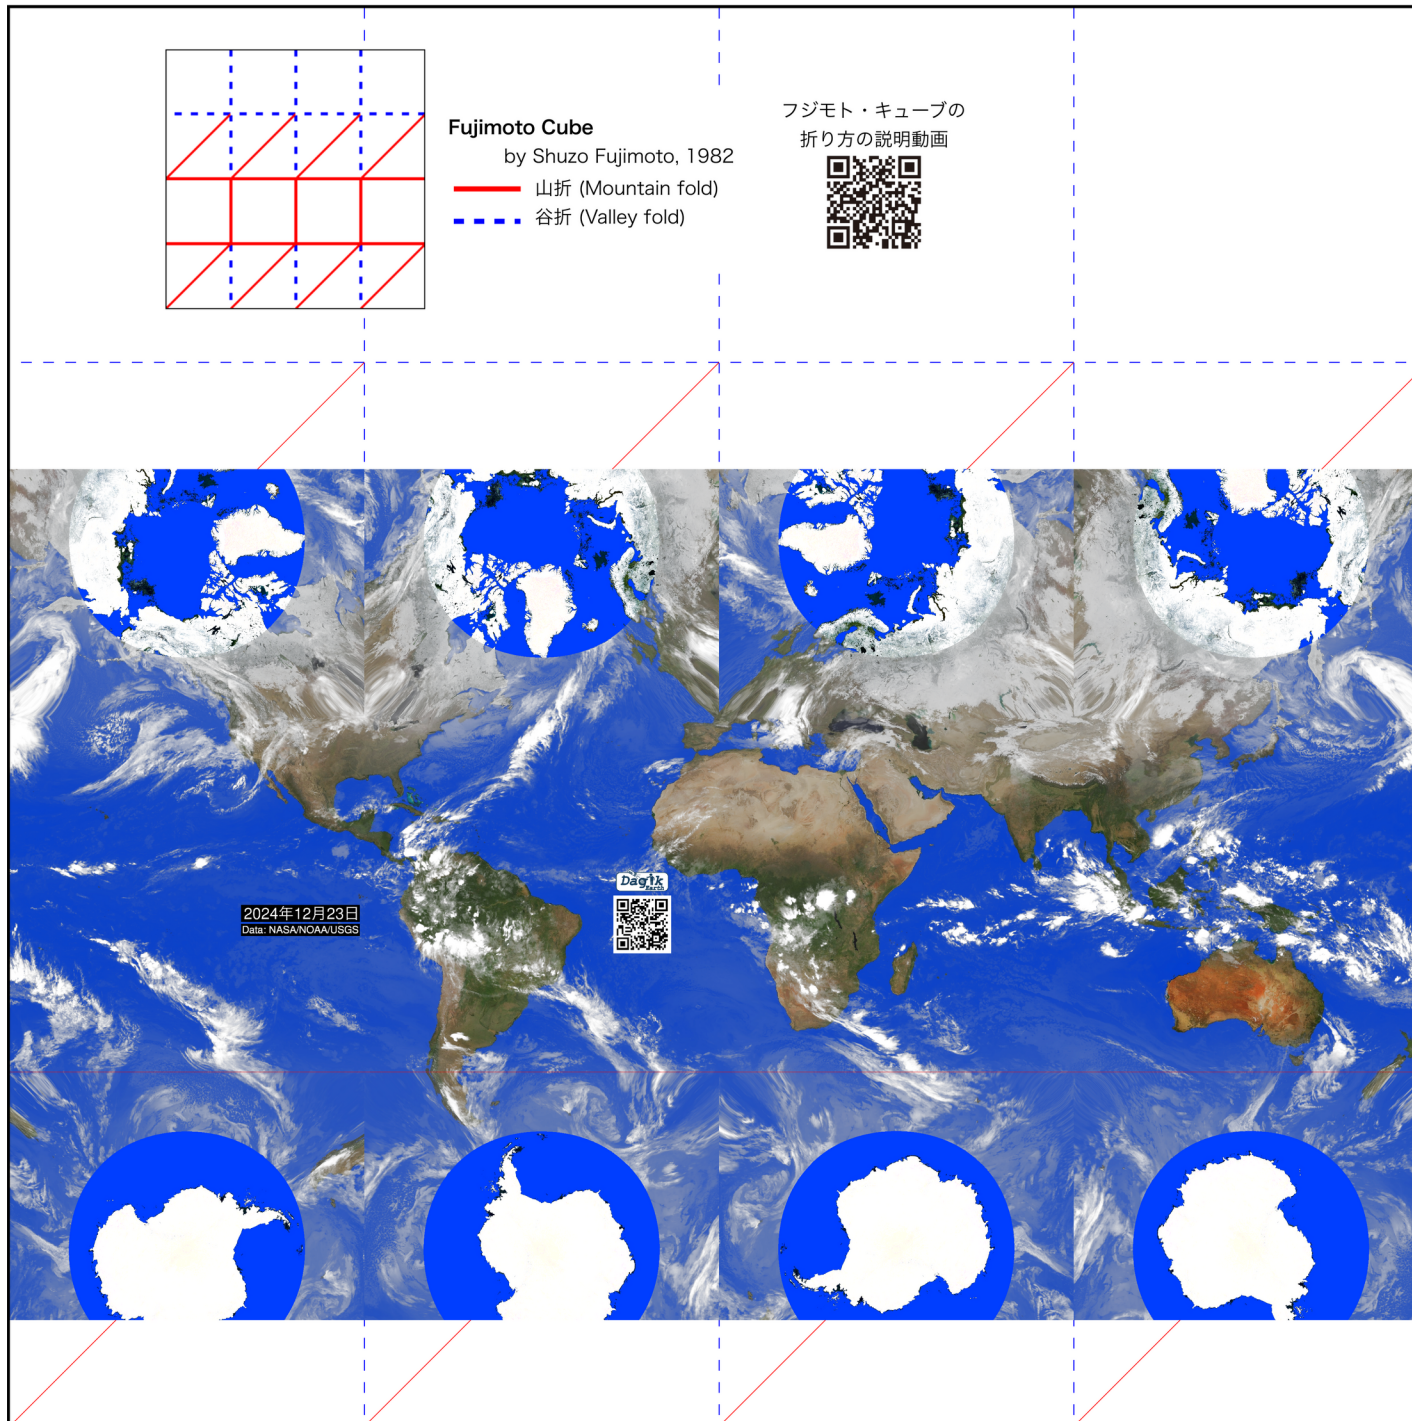 Fujimoto Cube
by Shuzo Fujimoto, 1982
山折 (Mountain fold)
谷折 (Valley fold)
フジモト・キューブの
折り方の説明動画
Dagik
Earth
2024年12月23日
Data: NASA/NOAA/USGS